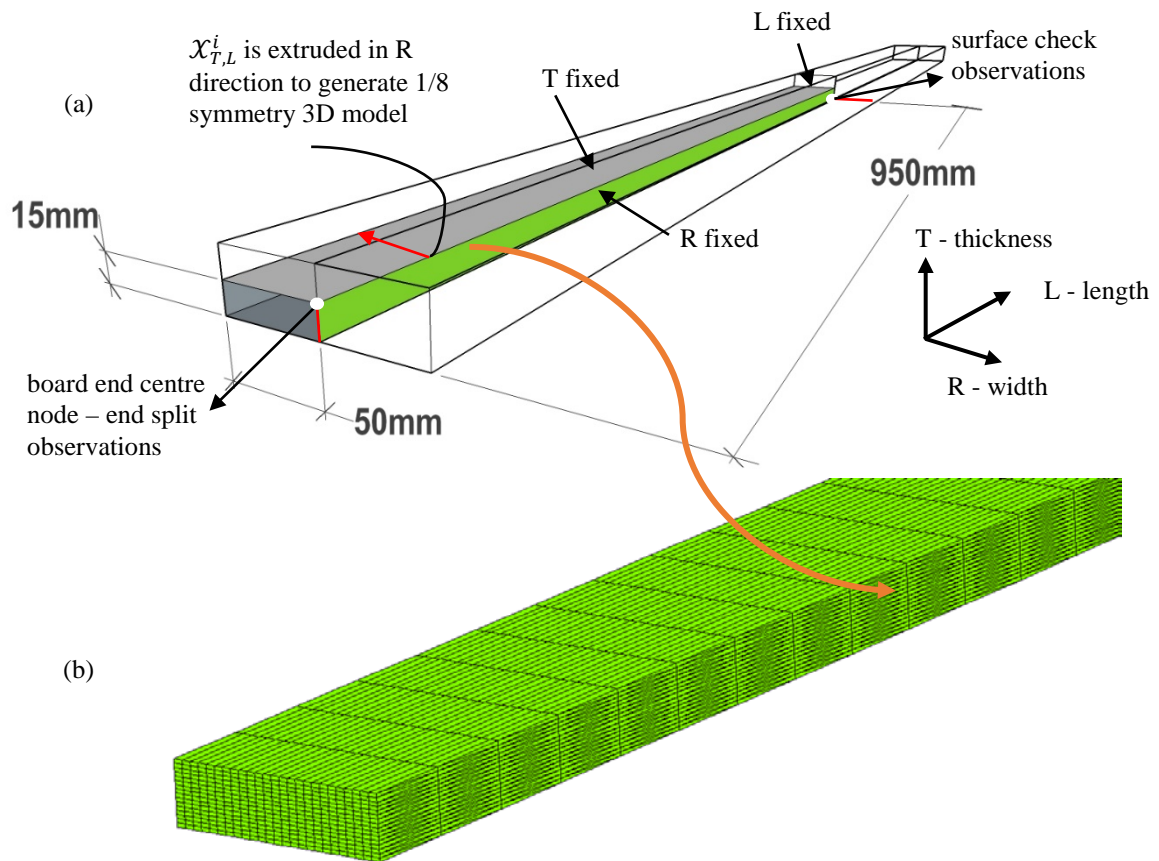 (a)
𝒳ⁱ_T,L is extruded in R
direction to generate 1/8
symmetry 3D model
T fixed
L fixed
surface check
observations
950mm
15mm
R fixed
T - thickness
L - length
R - width
board end centre
node – end split
observations
50mm
(b)